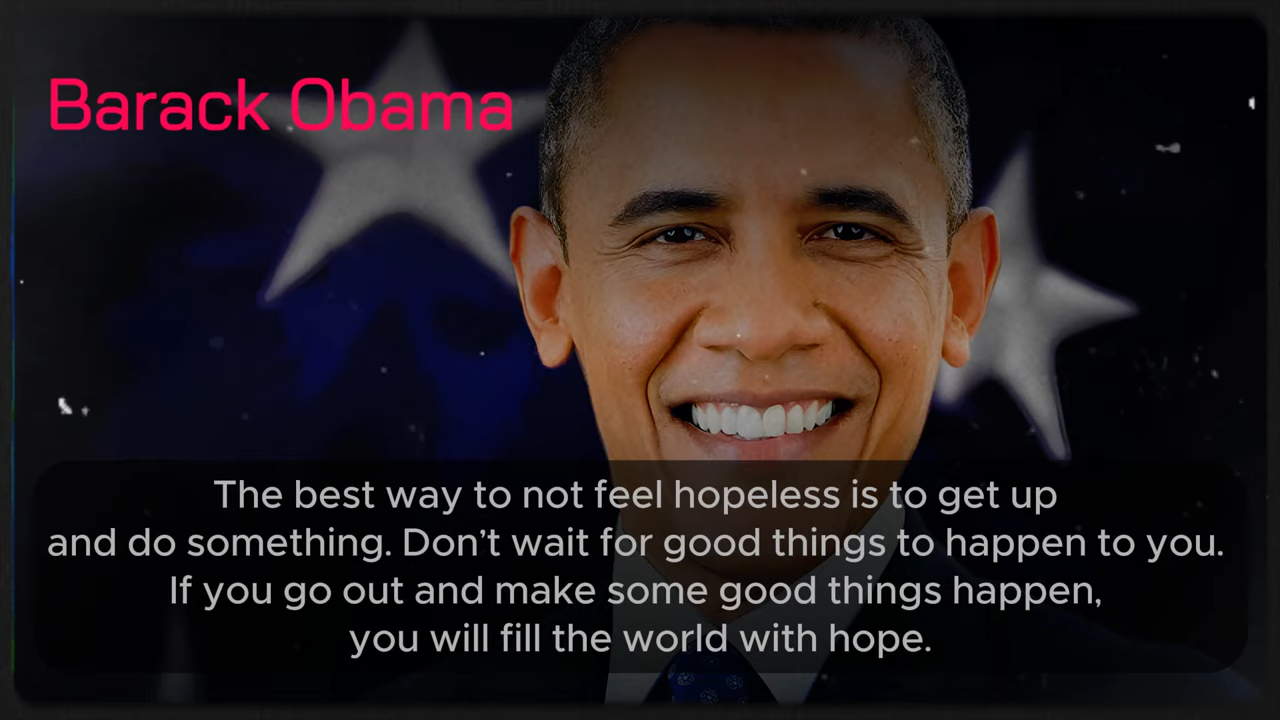 Barack Obama
The best way to not feel hopeless is to get up
and do something. Don’t wait for good things to happen to you.
If you go out and make some good things happen,
you will fill the world with hope.